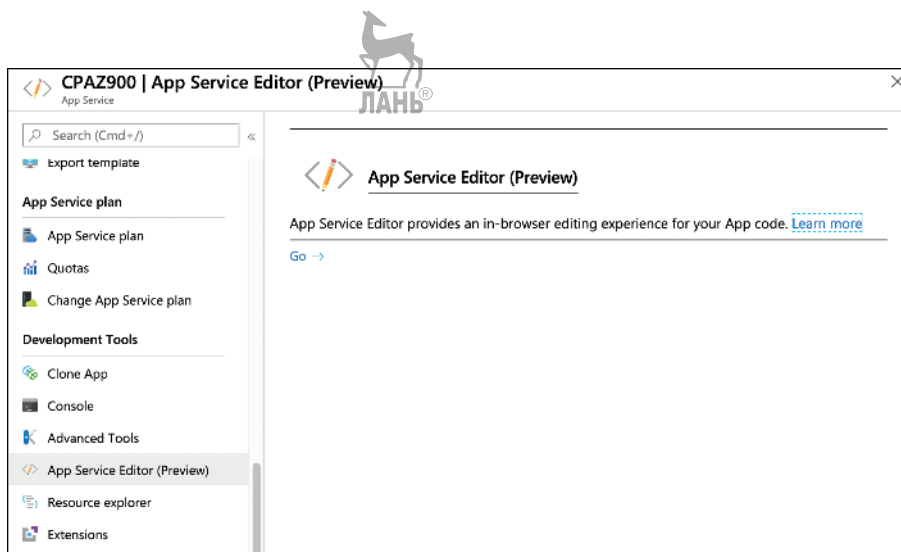 ЛАНЬ®
CPAZ900 | App Service Editor (Preview)
App Service
Search (Cmd+/)
«
Export template
App Service plan
App Service plan
Quotas
Change App Service plan
Development Tools
Clone App
Console
Advanced Tools
App Service Editor (Preview)
Resource explorer
Extensions
App Service Editor (Preview)
App Service Editor provides an in-browser editing experience for your App code. Learn more
Go →